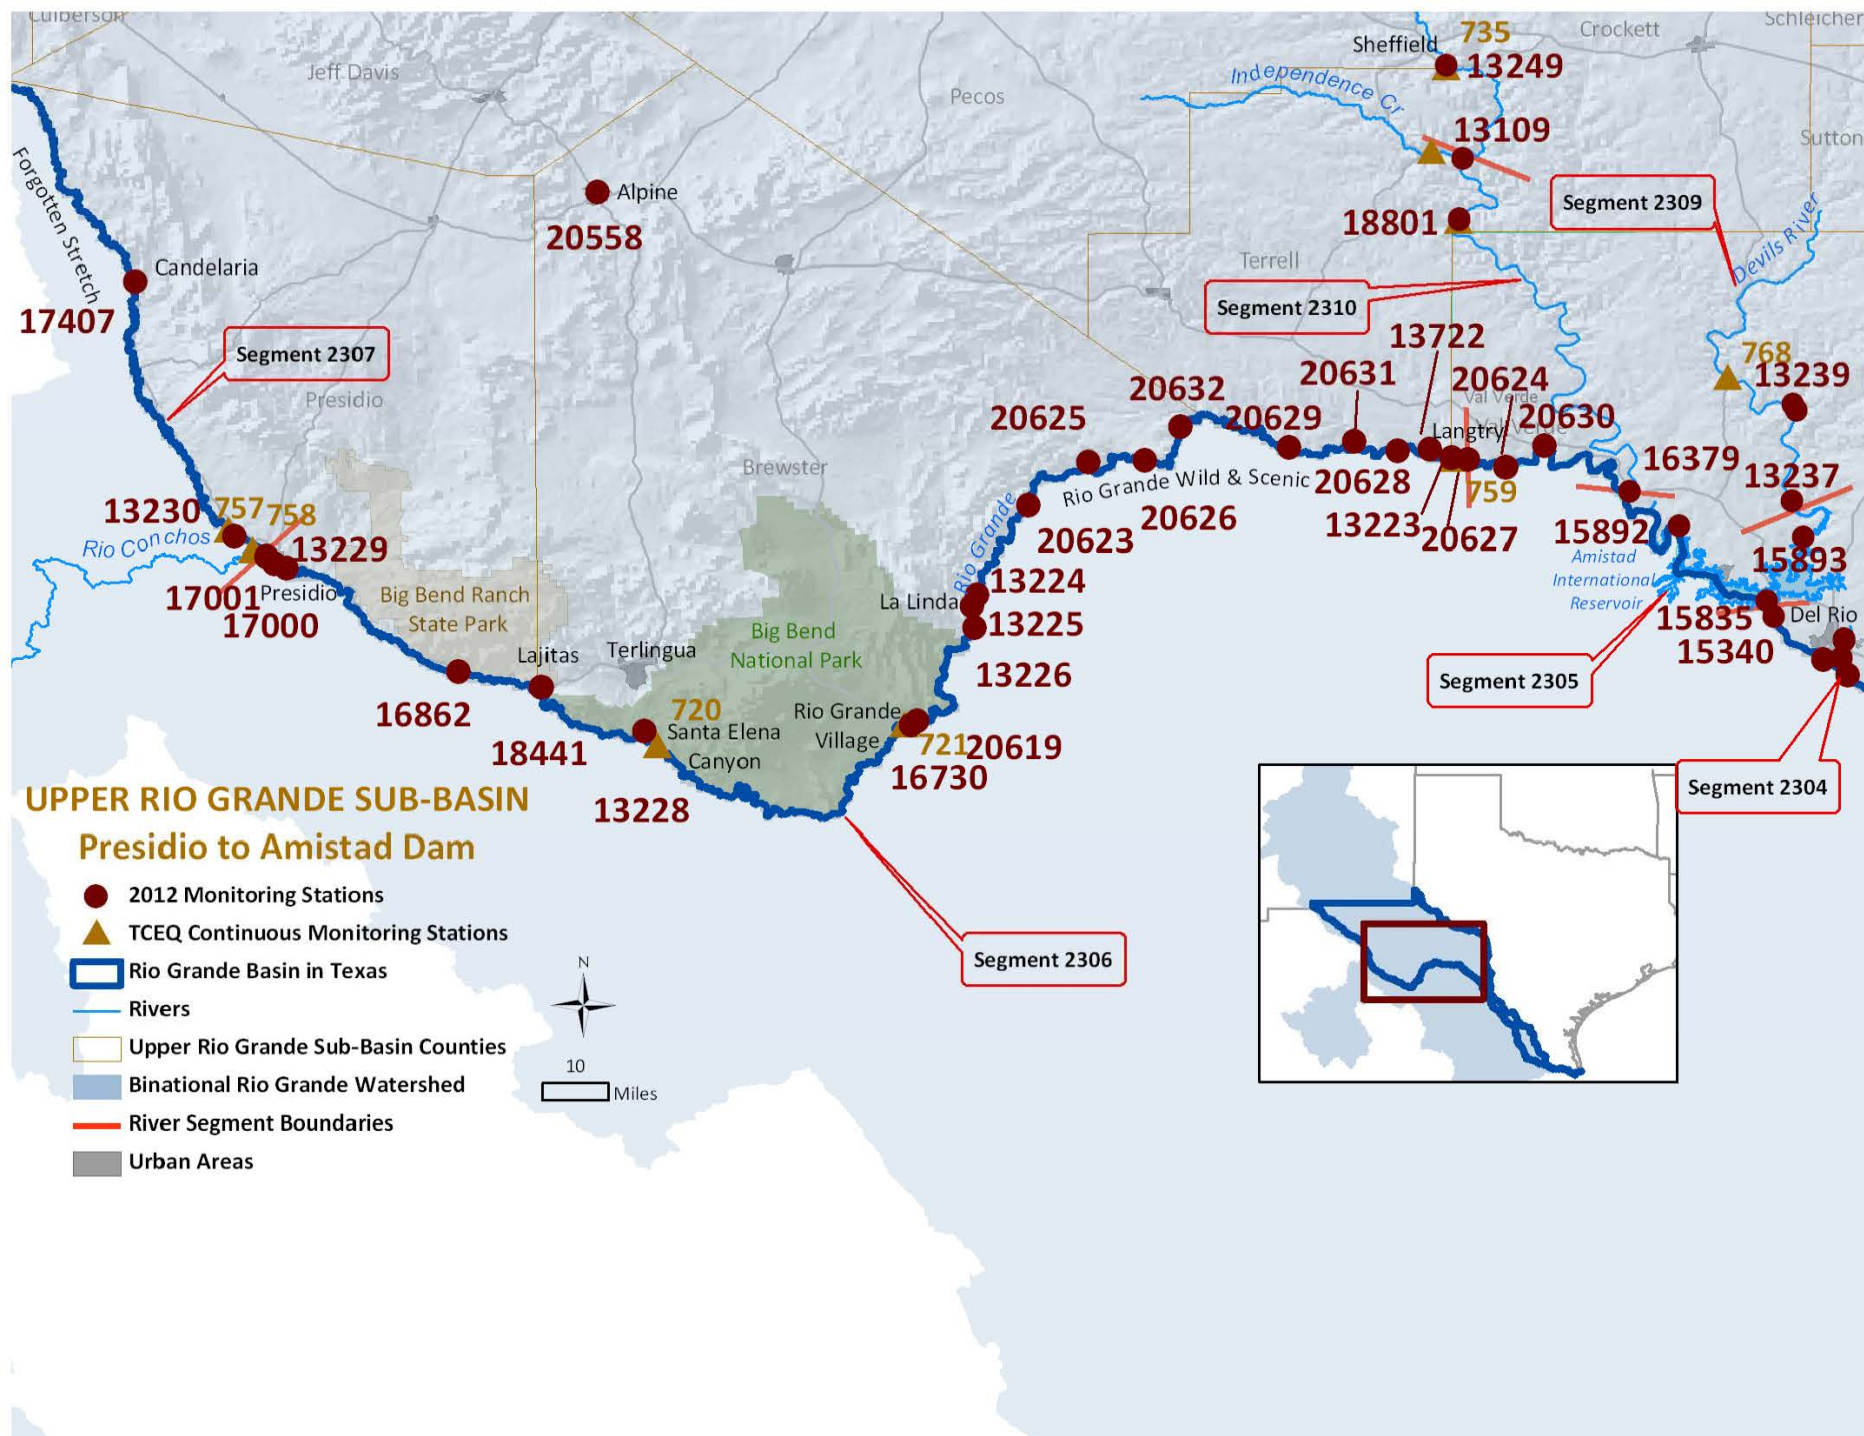 Culberson
Schleicher
Crockett
735
Sheffield
13249
Jeff Davis
Independence Cr
Pecos
13109
Sutton
Forgotten Stretch
Alpine
Segment 2309
18801
20558
Devils River
Candelaria
Terrell
17407
Segment 2310
13722
Segment 2307
768
20631
20624
13239
20632
Val Verde
Presidio
20625
20629
20630
Langtry
Val Verde
Brewster
16379
13237
Rio Grande Wild & Scenic
20628
759
13230
757
758
20626
13223
15892
Rio Conchos
13229
Rio Grande
20623
20627
Amistad
International
Reservoir
15893
17001
Presidio
Big Bend Ranch
State Park
13224
La Linda
17000
13225
15835
Del Rio
Big Bend
National Park
Terlingua
Lajitas
15340
13226
Segment 2305
16862
720
Santa Elena
Canyon
Rio Grande
Village
721
20619
18441
16730
Segment 2304
13228
UPPER RIO GRANDE SUB-BASIN
Presidio to Amistad Dam
2012 Monitoring Stations
TCEQ Continuous Monitoring Stations
Rio Grande Basin in Texas
Rivers
Upper Rio Grande Sub-Basin Counties
Binational Rio Grande Watershed
River Segment Boundaries
Urban Areas
N
10
Miles
Segment 2306